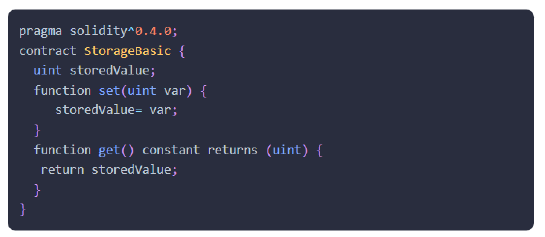 pragma solidity^0.4.0;
contract StorageBasic {
uint storedValue;
function set(uint var) {
storedValue= var;
}
function get() constant returns (uint) {
return storedValue;
}
}